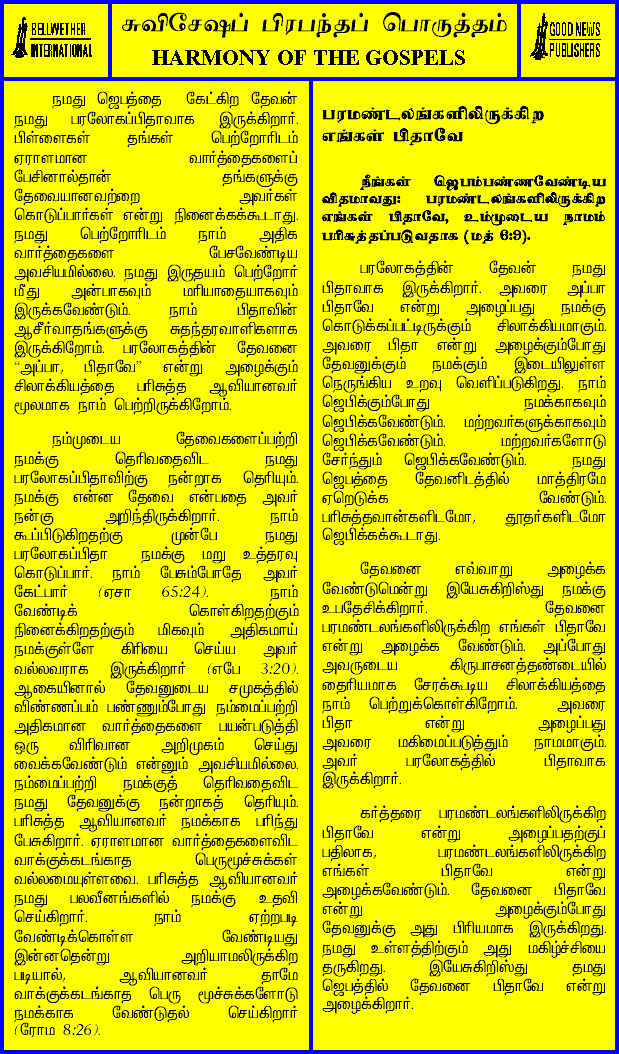 BELLWETHER
INTERNATIONAL
சுவிசேஷப் பிரபந்தப் பொருத்தம்
HARMONY OF THE GOSPELS
GOOD NEWS
PUBLISHERS
நமது ஜெபத்தை கேட்கிற தேவன்
நமது பரலோகப்பிதாவாக இருக்கிறார்.
பிள்ளைகள் தங்கள் பெற்றோரிடம்
ஏராளமான வார்த்தைகளைப்
பேசினால்தான் தங்களுக்கு
தேவையானவற்றை அவர்கள்
கொடுப்பார்கள் என்று நினைக்கக்கூடாது.
நமது பெற்றோரிடம் நாம் அதிக
வார்த்தைகளை பேசவேண்டிய
அவசியமில்லை. நமது இருதயம் பெற்றோர்
மீது அன்பாகவும் மரியாதையாகவும்
இருக்கவேண்டும். நாம் பிதாவின்
ஆசீர்வாதங்களுக்கு சுதந்தரவாளிகளாக
இருக்கிறோம். பரலோகத்தின் தேவனை
“அப்பா, பிதாவே” என்று அழைக்கும்
சிலாக்கியத்தை பரிசுத்த ஆவியானவர்
மூலமாக நாம் பெற்றிருக்கிறோம்.
நம்முடைய தேவைகளைப்பற்றி
நமக்கு தெரிவதைவிட நமது
பரலோகப்பிதாவிற்கு நன்றாக தெரியும்.
நமக்கு என்ன தேவை என்பதை அவர்
நன்கு அறிந்திருக்கிறார். நாம்
கூப்பிடுகிறதற்கு முன்பே நமது
பரலோகப்பிதா நமக்கு மறு உத்தரவு
கொடுப்பார். நாம் பேசும்போதே அவர்
கேட்பார் (ஏசா 65:24). நாம்
வேண்டிக் கொள்கிறதற்கும்
நினைக்கிறதற்கும் மிகவும் அதிகமாய்
நமக்குள்ளே கிரியை செய்ய அவர்
வல்லவராக இருக்கிறார் (எபே 3:20).
ஆகையினால் தேவனுடைய சமுகத்தில்
விண்ணப்பம் பண்ணும்போது நம்மைப்பற்றி
அதிகமான வார்த்தைகளை பயன்படுத்தி
ஒரு விரிவான அறிமுகம் செய்து
வைக்கவேண்டும் என்னும் அவசியமில்லை.
நம்மைப்பற்றி நமக்குத் தெரிவதைவிட
நமது தேவனுக்கு நன்றாகத் தெரியும்.
பரிசுத்த ஆவியானவர் நமக்காக பரிந்து
பேசுகிறார். ஏராளமான வார்த்தைகளைவிட
வாக்குக்கடங்காத பெருமூச்சுக்கள்
வல்லமையுள்ளவை. பரிசுத்த ஆவியானவர்
நமது பலவீனங்களில் நமக்கு உதவி
செய்கிறார். நாம் ஏற்றபடி
வேண்டிக்கொள்ள வேண்டியது
இன்னதென்று அறியாமலிருக்கிற
படியால், ஆவியானவர் தாமே
வாக்குக்கடங்காத பெரு மூச்சுக்களோடு
நமக்காக வேண்டுதல் செய்கிறார்
(ரோம 8:26).
பரமண்டலங்களிலிருக்கிற
எங்கள் பிதாவே
நீங்கள் ஜெபம்பண்ணவேண்டிய
விதமாவது: பரமண்டலங்களிலிருக்கிற
எங்கள் பிதாவே, உம்முடைய நாமம்
பரிசுத்தப்படுவதாக (மத் 6:9).
பரலோகத்தின் தேவன் நமது
பிதாவாக இருக்கிறார். அவரை அப்பா
பிதாவே என்று அழைப்பது நமக்கு
கொடுக்கப்பட்டிருக்கும் சிலாக்கியமாகும்.
அவரை பிதா என்று அழைக்கும்போது
தேவனுக்கும் நமக்கும் இடையிலுள்ள
நெருங்கிய உறவு வெளிப்படுகிறது. நாம்
ஜெபிக்கும்போது நமக்காகவும்
ஜெபிக்கவேண்டும். மற்றவர்களுக்காகவும்
ஜெபிக்கவேண்டும். மற்றவர்களோடு
சேர்ந்தும் ஜெபிக்கவேண்டும். நமது
ஜெபத்தை தேவனிடத்தில் மாத்திரமே
ஏறெடுக்க வேண்டும்.
பரிசுத்தவான்களிடமோ, தூதர்களிடமோ
ஜெபிக்கக்கூடாது.
தேவனை எவ்வாறு அழைக்க
வேண்டுமென்று இயேசுகிறிஸ்து நமக்கு
உபதேசிக்கிறார். தேவனை
பரமண்டலங்களிலிருக்கிற எங்கள் பிதாவே
என்று அழைக்க வேண்டும். அப்போது
அவருடைய கிருபாசனத்தண்டையில்
தைரியமாக சேரக்கூடிய சிலாக்கியத்தை
நாம் பெற்றுக்கொள்கிறோம். அவரை
பிதா என்று அழைப்பது
அவரை மகிமைப்படுத்தும் நாமமாகும்.
அவர் பரலோகத்தில் பிதாவாக
இருக்கிறார்.
கர்த்தரை பரமண்டலங்களிலிருக்கிற
பிதாவே என்று அழைப்பதற்குப்
பதிலாக, பரமண்டலங்களிலிருக்கிற
எங்கள் பிதாவே என்று
அழைக்கவேண்டும். தேவனை பிதாவே
என்று அழைக்கும்போது
தேவனுக்கு அது பிரியமாக இருக்கிறது.
நமது உள்ளத்திற்கும் அது மகிழ்ச்சியை
தருகிறது. இயேசுகிறிஸ்து தமது
ஜெபத்தில் தேவனை பிதாவே என்று
அழைக்கிறார்.